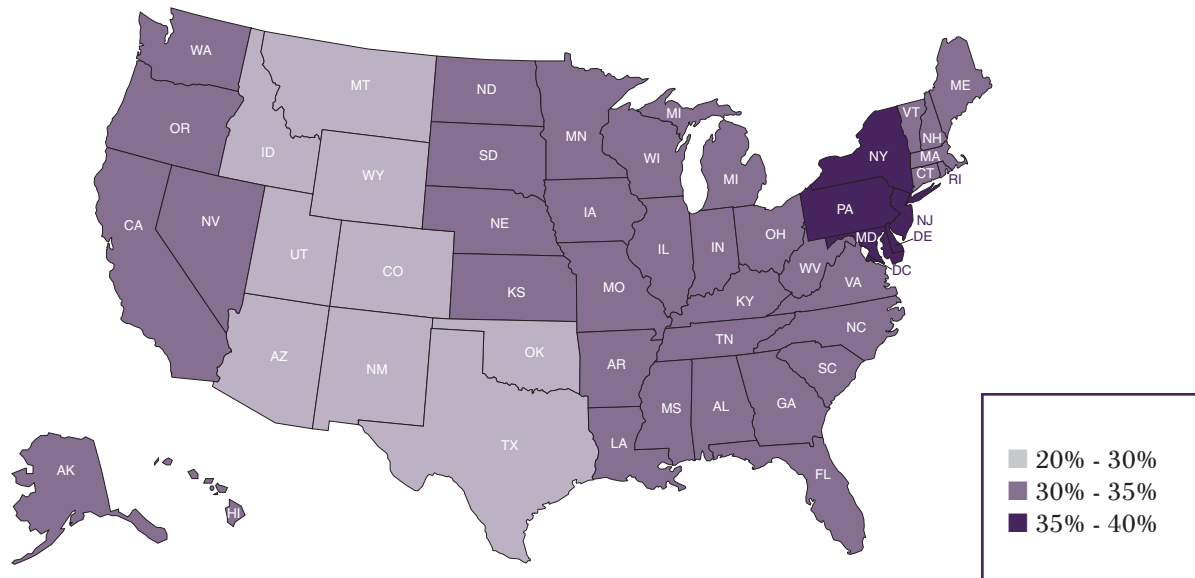 WA
MT
ND
MN
MI
ME
VT
NH
OR
ID
SD
WI
MI
NY
MA
CT
RI
WY
CA
NV
NE
IA
PA
NJ
UT
CO
IL
IN
OH
MD
DE
DC
KS
MO
WV
VA
KY
AZ
NM
OK
AR
TN
NC
SC
TX
LA
MS
AL
GA
FL
AK
HI
20% - 30%
30% - 35%
35% - 40%